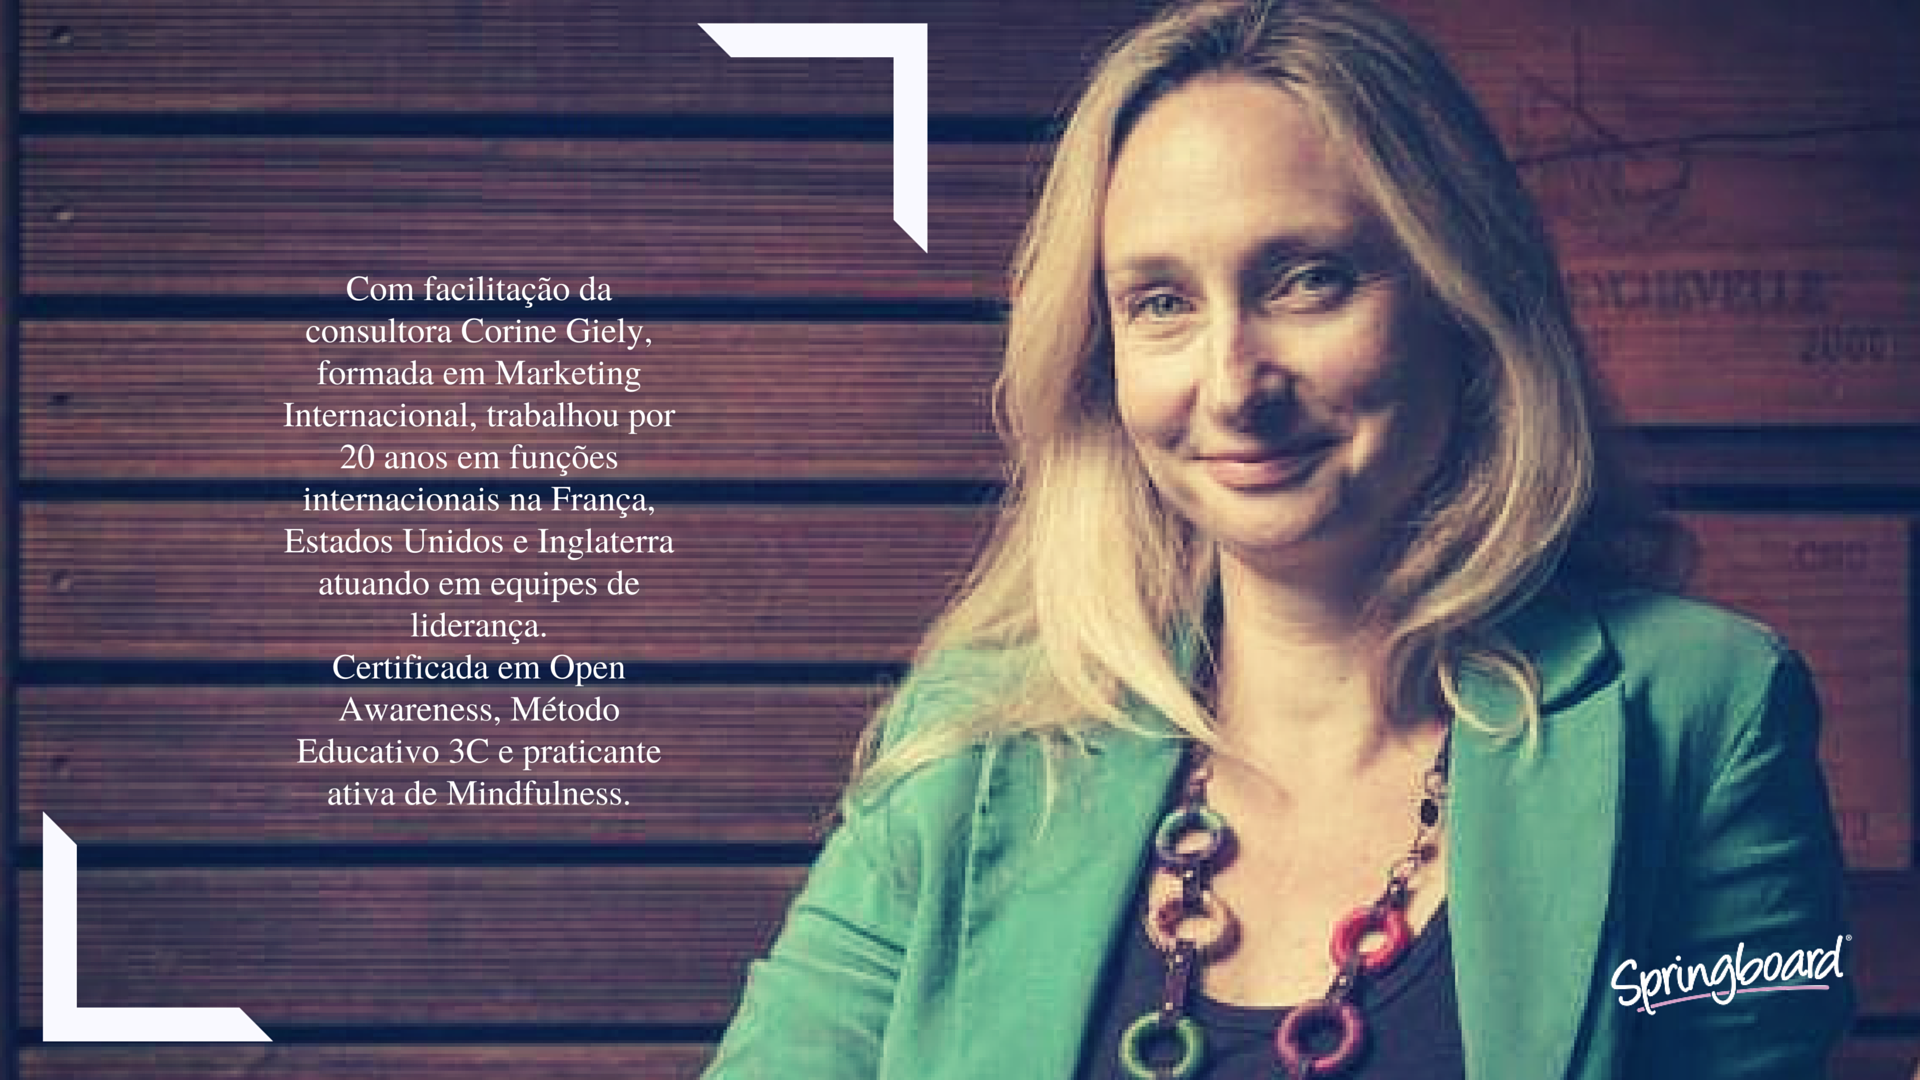 Com facilitação da
consultora Corine Giely,
formada em Marketing
Internacional, trabalhou por
20 anos em funções
internacionais na França,
Estados Unidos e Inglaterra
atuando em equipes de
liderança.
Certificada em Open
Awareness, Método
Educativo 3C e praticante
ativa de Mindfulness.
Springboard®